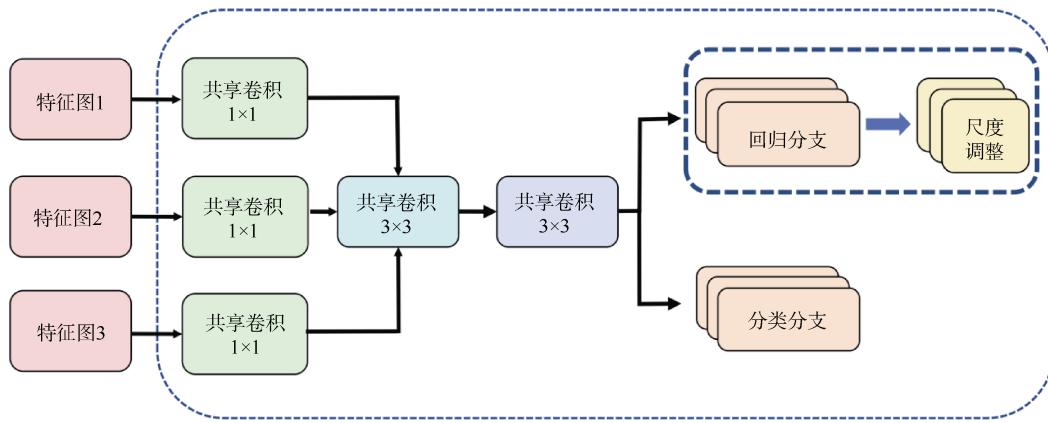 特征图1
共享卷积
1×1
特征图2
共享卷积
1×1
特征图3
共享卷积
1×1
共享卷积
3×3
共享卷积
3×3
回归分支
尺度
调整
分类分支